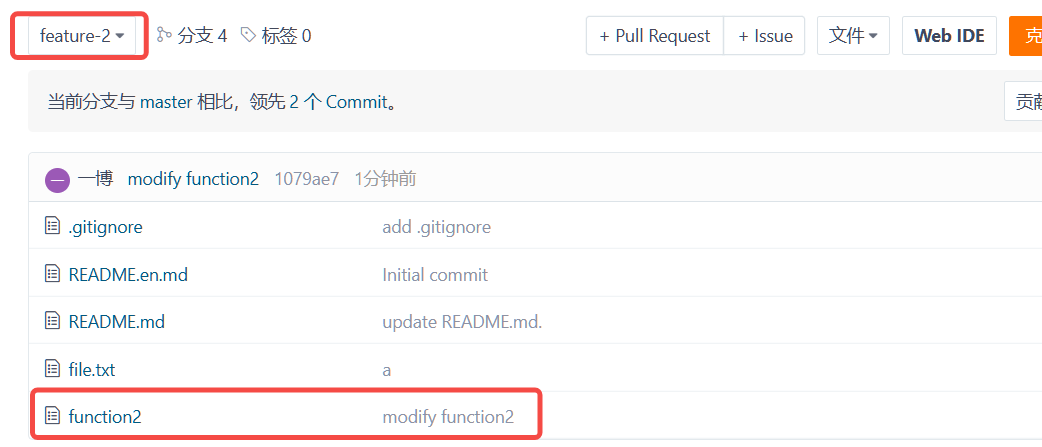 feature-2 分支 4 标签 0 + Pull Request + Issue 文件 Web IDE 克
当前分支与 master 相比，领先 2 个 Commit。 贡献
一博 modify function2 1079ae7 1分钟前
.gitignore add .gitignore
README.en.md Initial commit
README.md update README.md.
file.txt a
function2 modify function2